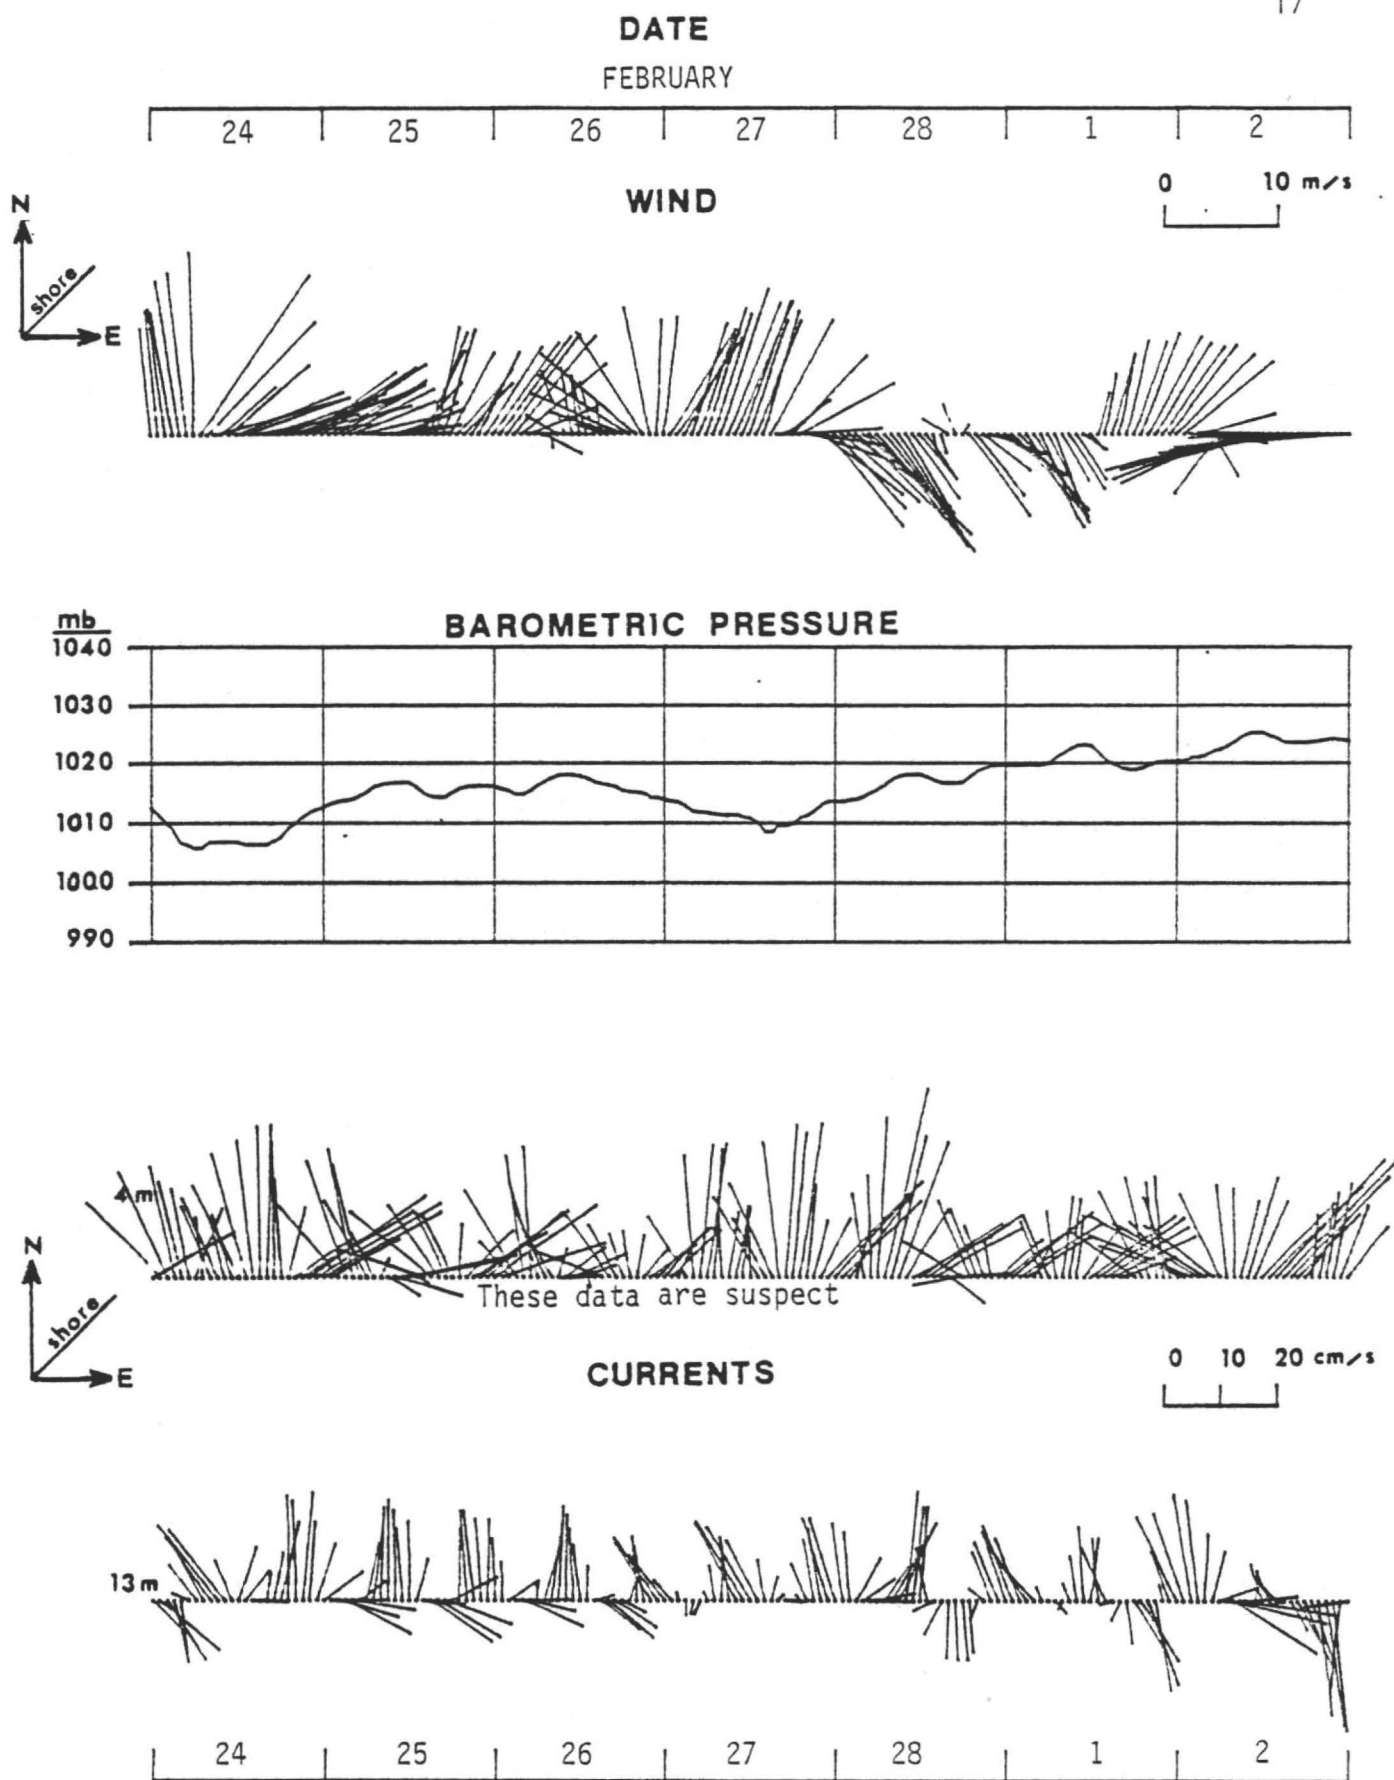 17
DATE
FEBRUARY
24 25 26 27 28 1 2
0 10 m/s
WIND
N
shore
E
mb
BAROMETRIC PRESSURE
1040
1030
1020
1010
1000
990
4 m
N
These data are suspect
shore
E
CURRENTS
0 10 20 cm/s
13 m
24 25 26 27 28 1 2